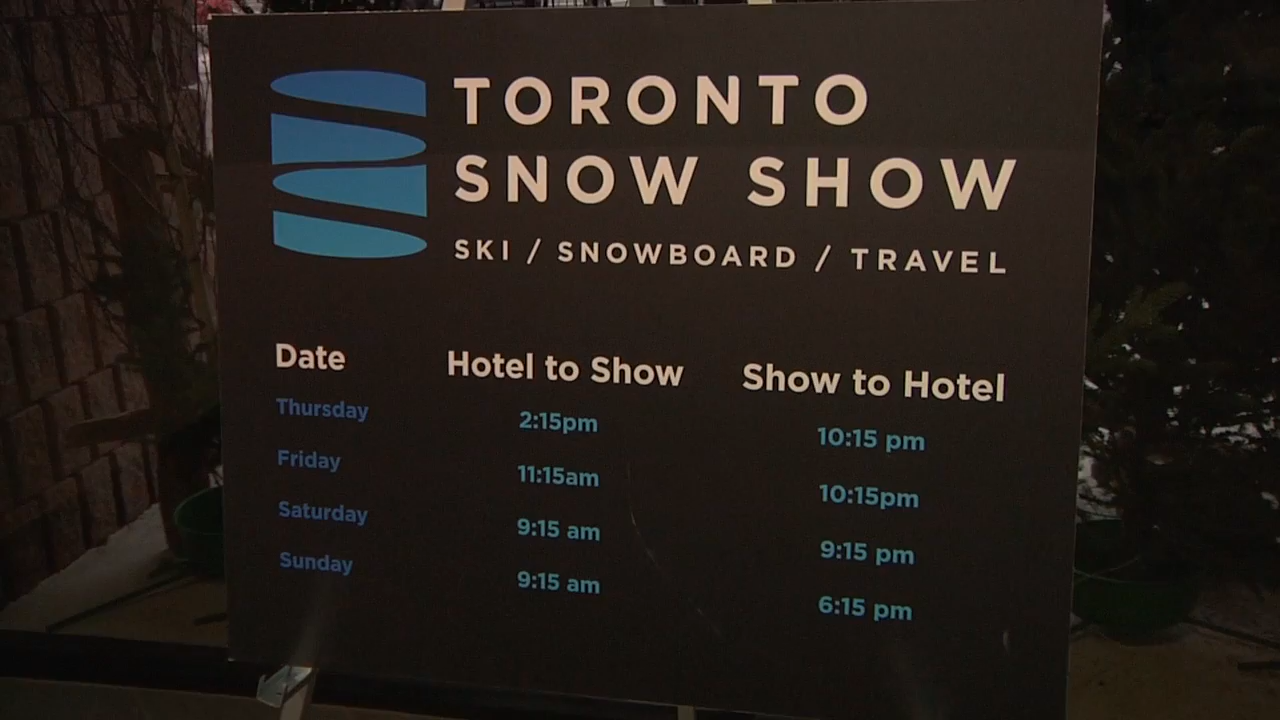 TORONTO
SNOW SHOW
SKI / SNOWBOARD / TRAVEL
Date Hotel to Show Show to Hotel
Thursday 2:15pm 10:15 pm
Friday 11:15am 10:15pm
Saturday 9:15 am 9:15 pm
Sunday 9:15 am 6:15 pm